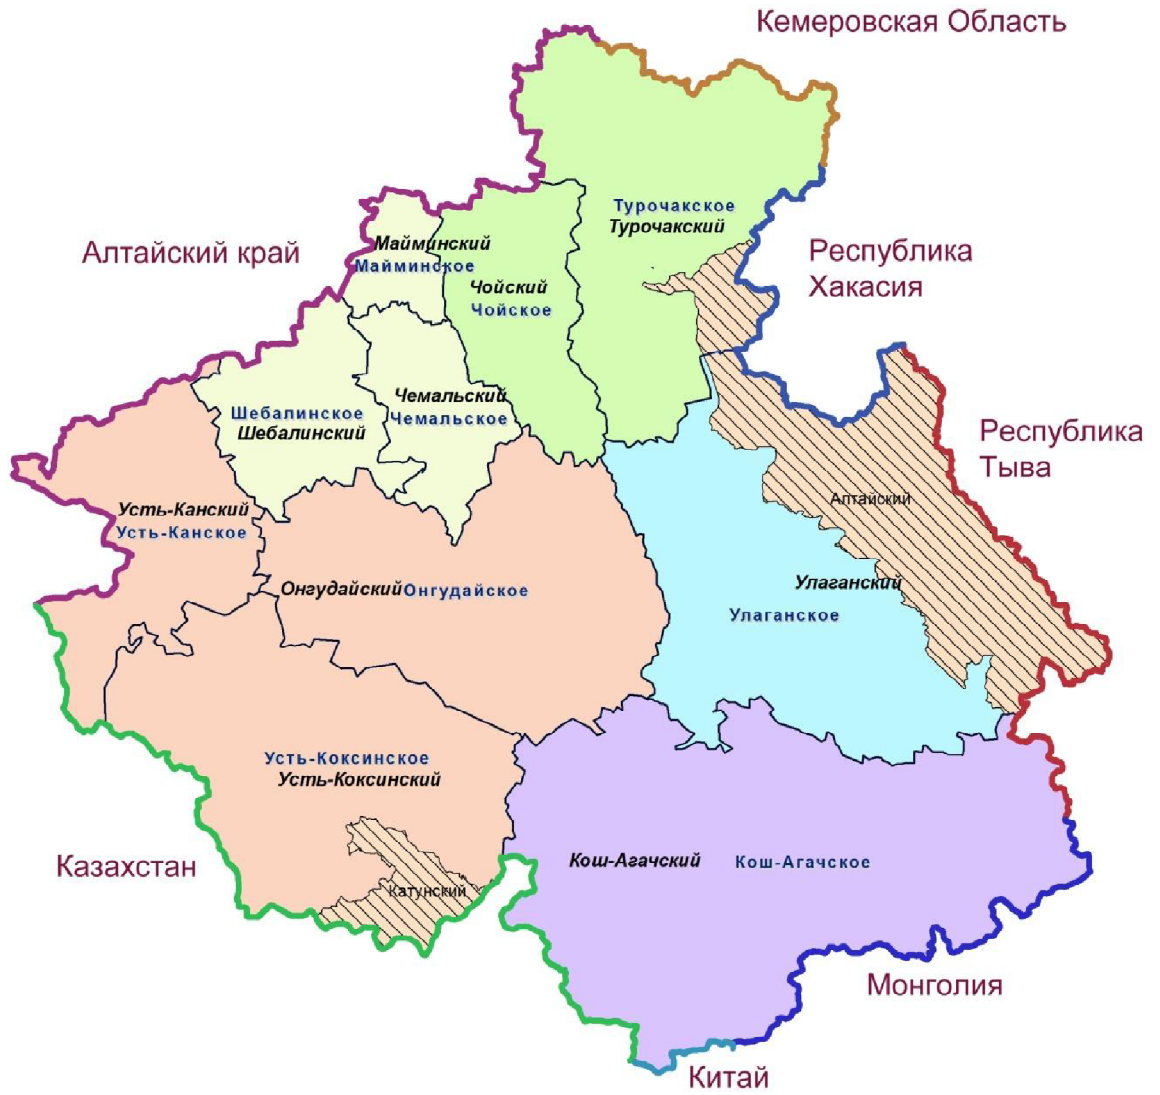 Кемеровская Область
Турочакское
Турочакский
Алтайский край
Майминский
Майминское
Республика
Хакасия
Чойский
Чойское
Чемальский
Чемальское
Шебалинское
Шебалинский
Республика
Тыва
Алтайский
Усть-Канский
Усть-Канское
Онгудайский
Онгудайское
Улаганский
Улаганское
Усть-Коксинское
Усть-Коксинский
Казахстан
Катунский
Кош-Агачский
Кош-Агачское
Монголия
Китай